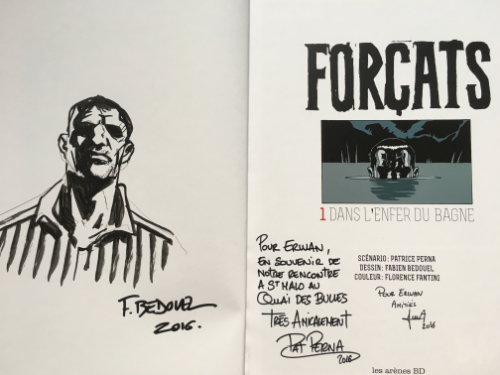 F. BEDOUEL
2016.
FORÇATS
1 DANS L'ENFER DU BAGNE
SCÉNARIO : PATRICE PERNA
DESSIN : FABIEN BEDOUEL
COULEUR : FLORENCE FANTINI
POUR ERWAN,
EN SOUVENIR DE
NOTRE RENCONTRE
A ST MALO AU
QUAI DES BULLES
TRES AMICALEMENT
PAT PERNA
2016
POUR ERWAN
AMITIÉS
2016
les arènes BD